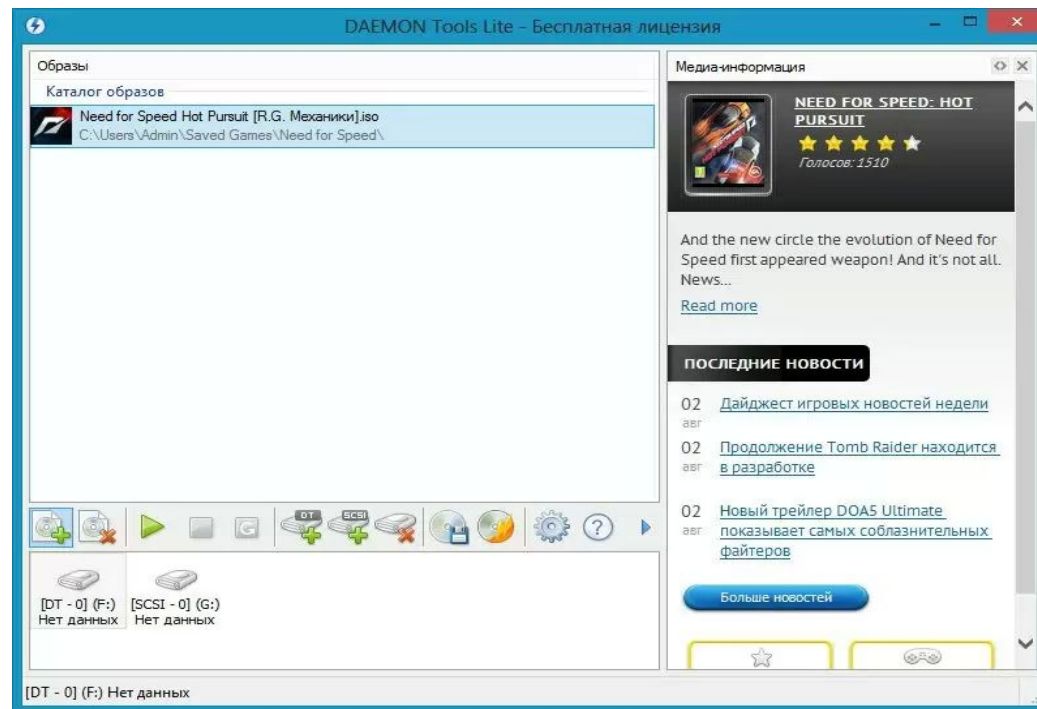 DAEMON Tools Lite - Бесплатная лицензия
Образы
Каталог образов
Need for Speed Hot Pursuit [R.G. Механики].iso
C:\Users\Admin\Saved Games\Need for Speed\
DT
SCSI
G
?
[DT - 0] (F:)
Нет данных
[SCSI - 0] (G:)
Нет данных
[DT - 0] (F:) Нет данных
Медиа-информация
NEED FOR SPEED: HOT
PURSUIT
Голосов: 1510
And the new circle the evolution of Need for
Speed first appeared weapon! And it's not all.
News...
Read more
ПОСЛЕДНИЕ НОВОСТИ
02 Дайджест игровых новостей недели
авг
02 Продолжение Tomb Raider находится
авг в разработке
02 Новый трейлер DOA5 Ultimate
авг показывает самых соблазнительных
файтеров
Больше новостей